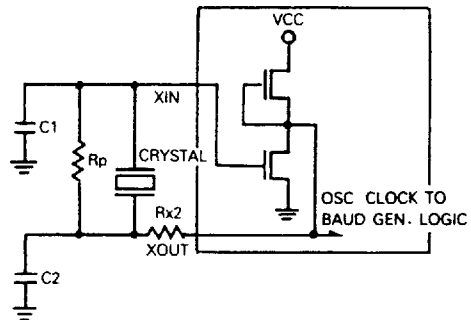 VCC
XIN
C1
Rp
CRYSTAL
Rx2
XOUT
OSC CLOCK TO
BAUD GEN. LOGIC
C2